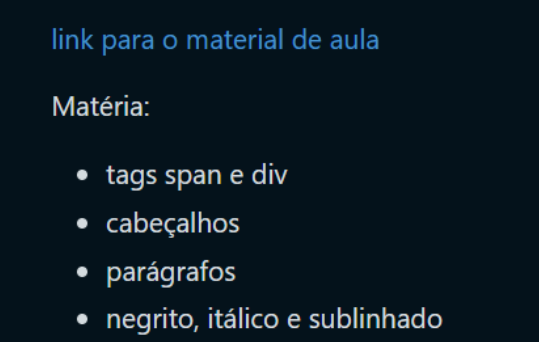 link para o material de aula
Matéria:
tags span e div
cabeçalhos
parágrafos
negrito, itálico e sublinhado